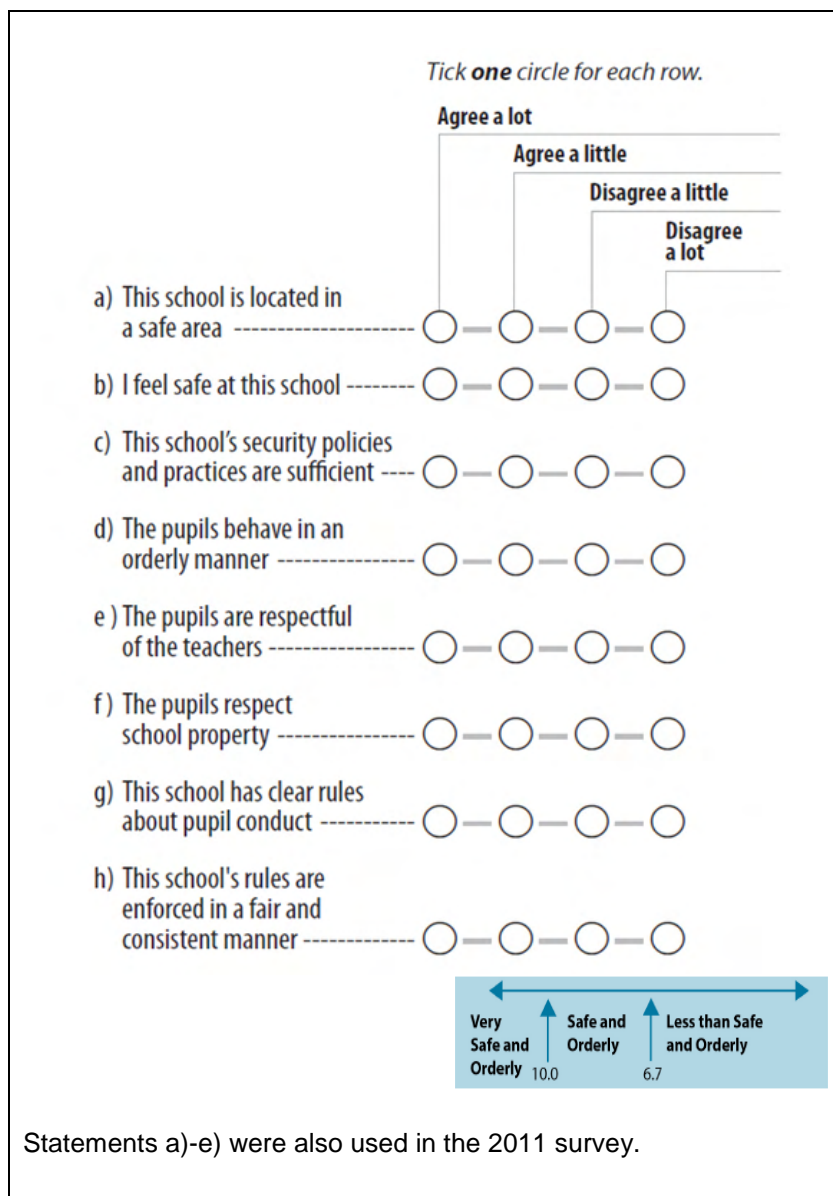 Tick one circle for each row.
Agree a lot
Agree a little
Disagree a little
Disagree
a lot
a) This school is located in
a safe area ---------------------
b) I feel safe at this school --------
c) This school's security policies
and practices are sufficient ----
d) The pupils behave in an
orderly manner ----------------
e ) The pupils are respectful
of the teachers -----------------
f ) The pupils respect
school property ----------------
g) This school has clear rules
about pupil conduct -----------
h) This school's rules are
enforced in a fair and
consistent manner -------------
Very
Safe and
Orderly
10.0
Safe and
Orderly
6.7
Less than Safe
and Orderly
Statements a)-e) were also used in the 2011 survey.